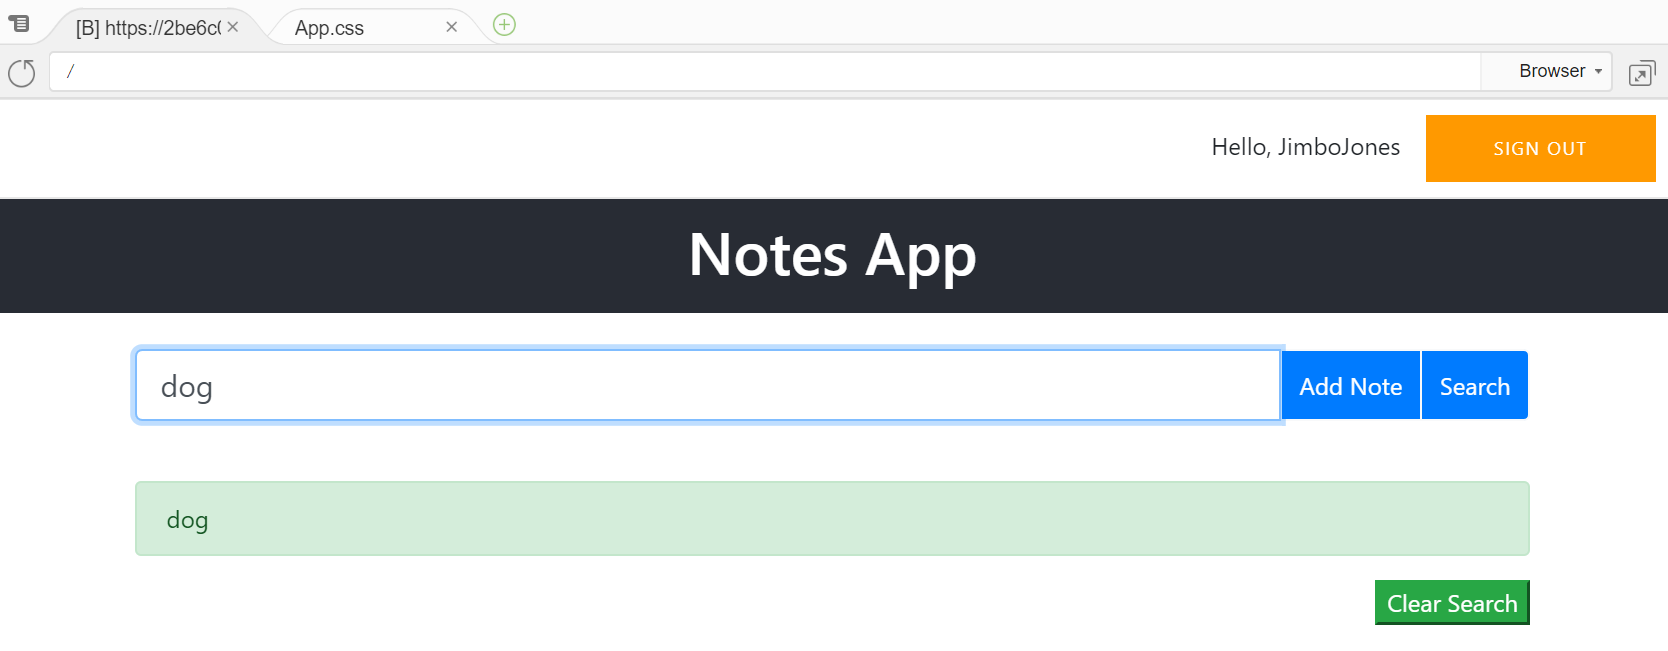 [B] https://2be6c
App.css
/
Browser
Hello, JimboJones
SIGN OUT
Notes App
dog
Add Note
Search
dog
Clear Search